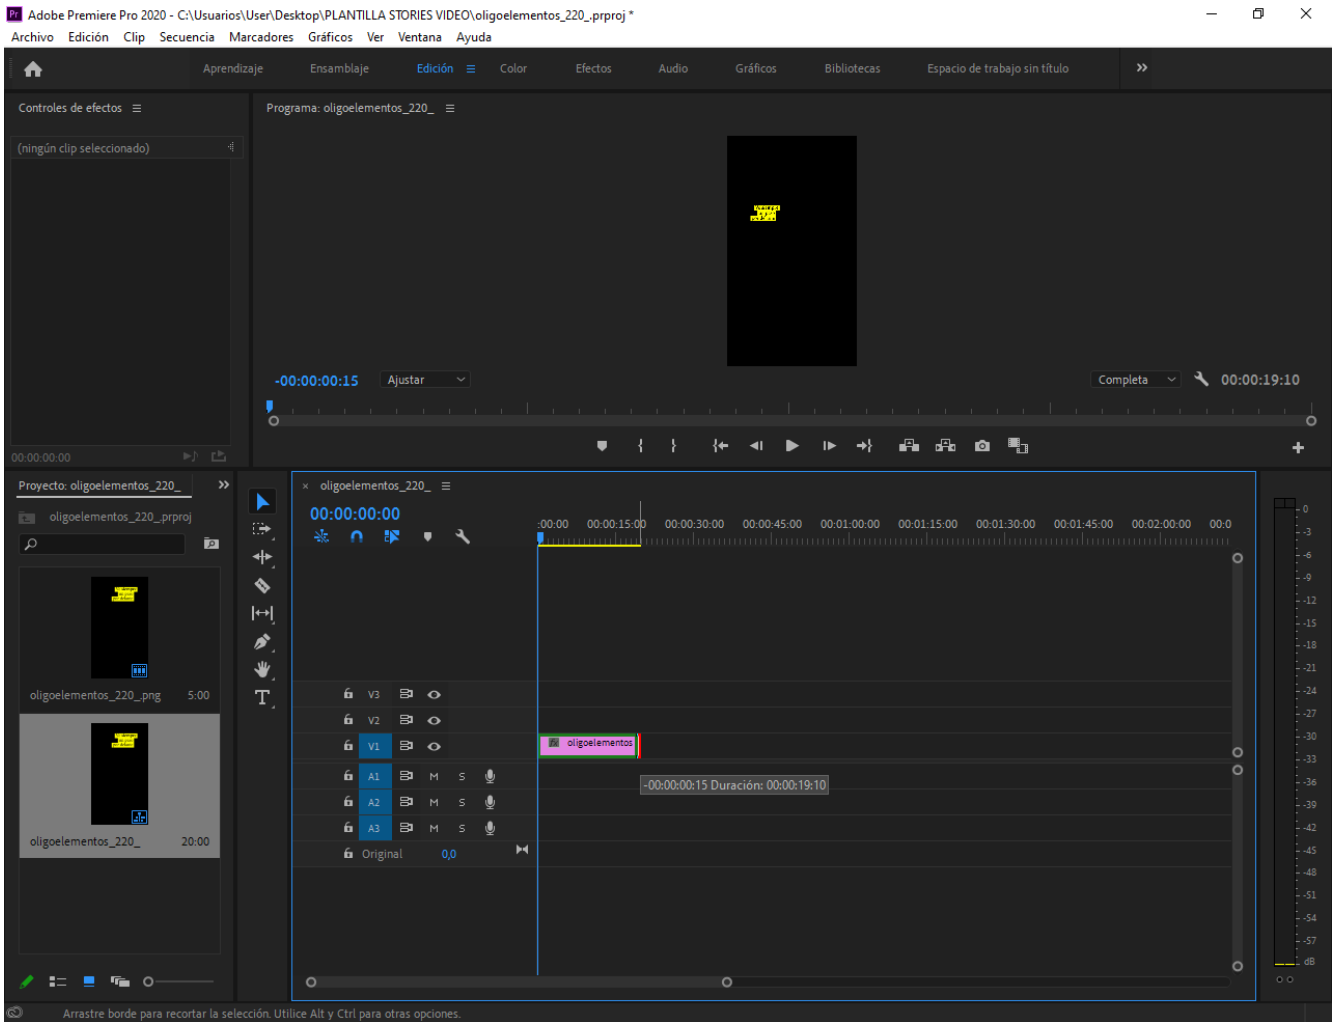 Pr Adobe Premiere Pro 2020 - C:\Usuarios\User\Desktop\PLANTILLA STORIES VIDEO\oligoelementos_220_.prproj *
Archivo Edición Clip Secuencia Marcadores Gráficos Ver Ventana Ayuda
Aprendizaje Ensamblaje Edición Color Efectos Audio Gráficos Bibliotecas Espacio de trabajo sin título
Controles de efectos
Programa: oligoelementos_220_
(ningún clip seleccionado)
-00:00:00:15 Ajustar Completa 00:00:19:10
00:00:00:00
Proyecto: oligoelementos_220_
oligoelementos_220_.prproj
oligoelementos_220_.png 5:00
oligoelementos_220_ 20:00
× oligoelementos_220_
00:00:00:00
:00:00 00:00:15:00 00:00:30:00 00:00:45:00 00:01:00:00 00:01:15:00 00:01:30:00 00:01:45:00 00:02:00:00 00:0
V3
V2
V1 fx oligoelementos
A1 M S
-00:00:00:15 Duración: 00:00:19:10
A2 M S
A3 M S
Original 0,0
0
-3
-6
-9
-12
-15
-18
-21
-24
-27
-30
-33
-36
-39
-42
-45
-48
-51
-54
-57
dB
Arrastre borde para recortar la selección. Utilice Alt y Ctrl para otras opciones.